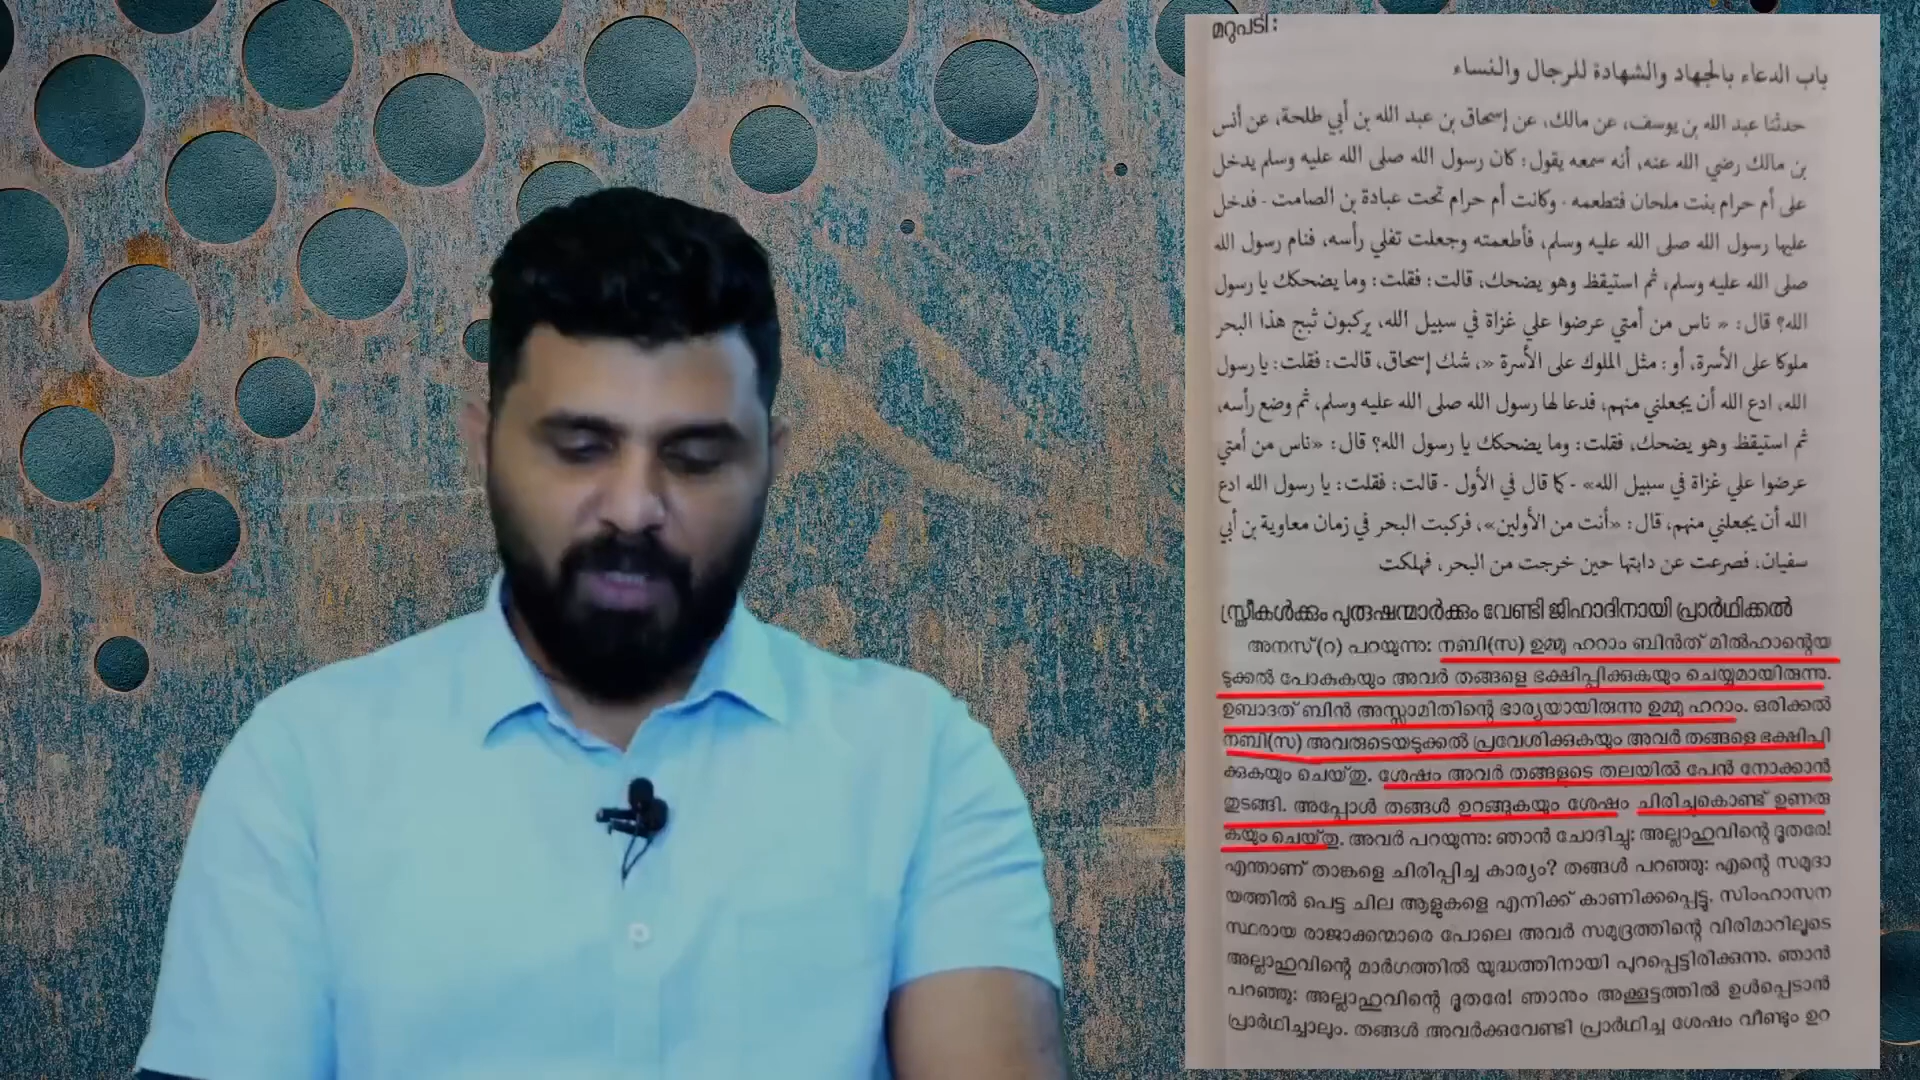 മറുപടി:
باب الدعاء بالجهاد والشهادة للرجال والنساء
حدثنا عبد الله بن يوسف، عن مالك، عن إسحاق بن عبد الله بن أبي طلحة، عن أنس
بن مالك رضي الله عنه، أنه سمعه يقول: كان رسول الله صلى الله عليه وسلم يدخل
على أم حرام بنت ملحان فتطعمه - وكانت أم حرام تحت عبادة بن الصامت - فدخل
عليها رسول الله صلى الله عليه وسلم، فأطعمته وجعلت تفلي رأسه، فنام رسول الله
صلى الله عليه وسلم، ثم استيقظ وهو يضحك، قالت: فقلت: وما يضحكك يا رسول
الله؟ قال: « ناس من أمتي عرضوا علي غزاة في سبيل الله، يركبون ثبج هذا البحر
ملوكا على الأسرة، أو: مثل الملوك على الأسرة «، شك إسحاق، قالت: فقلت: يا رسول
الله، ادع الله أن يجعلني منهم، فدعا لها رسول الله صلى الله عليه وسلم، ثم وضع رأسه،
ثم استيقظ وهو يضحك، فقلت: وما يضحكك يا رسول الله؟ قال: «ناس من أمتي
عرضوا علي غزاة في سبيل الله» - كما قال في الأول - قالت: فقلت: يا رسول الله ادع
الله أن يجعلني منهم، قال: «أنت من الأولين»، فركبت البحر في زمان معاوية بن أبي
سفيان، فصرعت عن دابتها حين خرجت من البحر، فهلكت
സ്ത്രീകൾക്കും പുരുഷന്മാർക്കും വേണ്ടി ജിഹാദിനായി പ്രാർഥിക്കൽ
അനസ്(റ) പറയുന്നു: നബി(സ) ഉമ്മു ഹറാം ബിൻത് മിൽഹാന്റെയ
ടുക്കൽ പോകുകയും അവർ തങ്ങളെ ഭക്ഷിപ്പിക്കുകയും ചെയ്യുമായിരുന്നു.
ഉബാദത് ബിൻ അസ്സാമിതിന്റെ ഭാര്യയായിരുന്നു ഉമ്മു ഹറാം. ഒരിക്കൽ
നബി(സ) അവരുടെയടുക്കൽ പ്രവേശിക്കുകയും അവർ തങ്ങളെ ഭക്ഷിപ്പി
ക്കുകയും ചെയ്തു. ശേഷം അവർ തങ്ങളുടെ തലയിൽ പേൻ നോക്കാൻ
തുടങ്ങി. അപ്പോൾ തങ്ങൾ ഉറങ്ങുകയും ശേഷം ചിരിച്ചുകൊണ്ട് ഉണരു
കയും ചെയ്തു. അവർ പറയുന്നു: ഞാൻ ചോദിച്ചു: അല്ലാഹുവിന്റെ ദൂതരേ!
എന്താണ് താങ്കളെ ചിരിപ്പിച്ച കാര്യം? തങ്ങൾ പറഞ്ഞു: എന്റെ സമുദാ
യത്തിൽ പെട്ട ചില ആളുകളെ എനിക്ക് കാണിക്കപ്പെട്ടു. സിംഹാസന
സ്ഥരായ രാജാക്കന്മാരെ പോലെ അവർ സമുദ്രത്തിന്റെ വിരിമാറിലൂടെ
അല്ലാഹുവിന്റെ മാർഗത്തിൽ യുദ്ധത്തിനായി പുറപ്പെട്ടിരിക്കുന്നു. ഞാൻ
പറഞ്ഞു: അല്ലാഹുവിന്റെ ദൂതരേ! ഞാനും അക്കൂട്ടത്തിൽ ഉൾപ്പെടാൻ
പ്രാർഥിച്ചാലും. തങ്ങൾ അവർക്കുവേണ്ടി പ്രാർഥിച്ച ശേഷം വീണ്ടും ഉറ